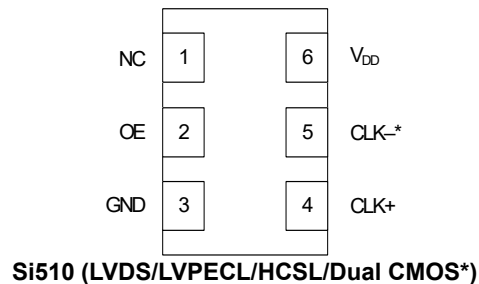 NC 1 6 VDD
OE 2 5 CLK–*
GND 3 4 CLK+
Si510 (LVDS/LVPECL/HCSL/Dual CMOS*)